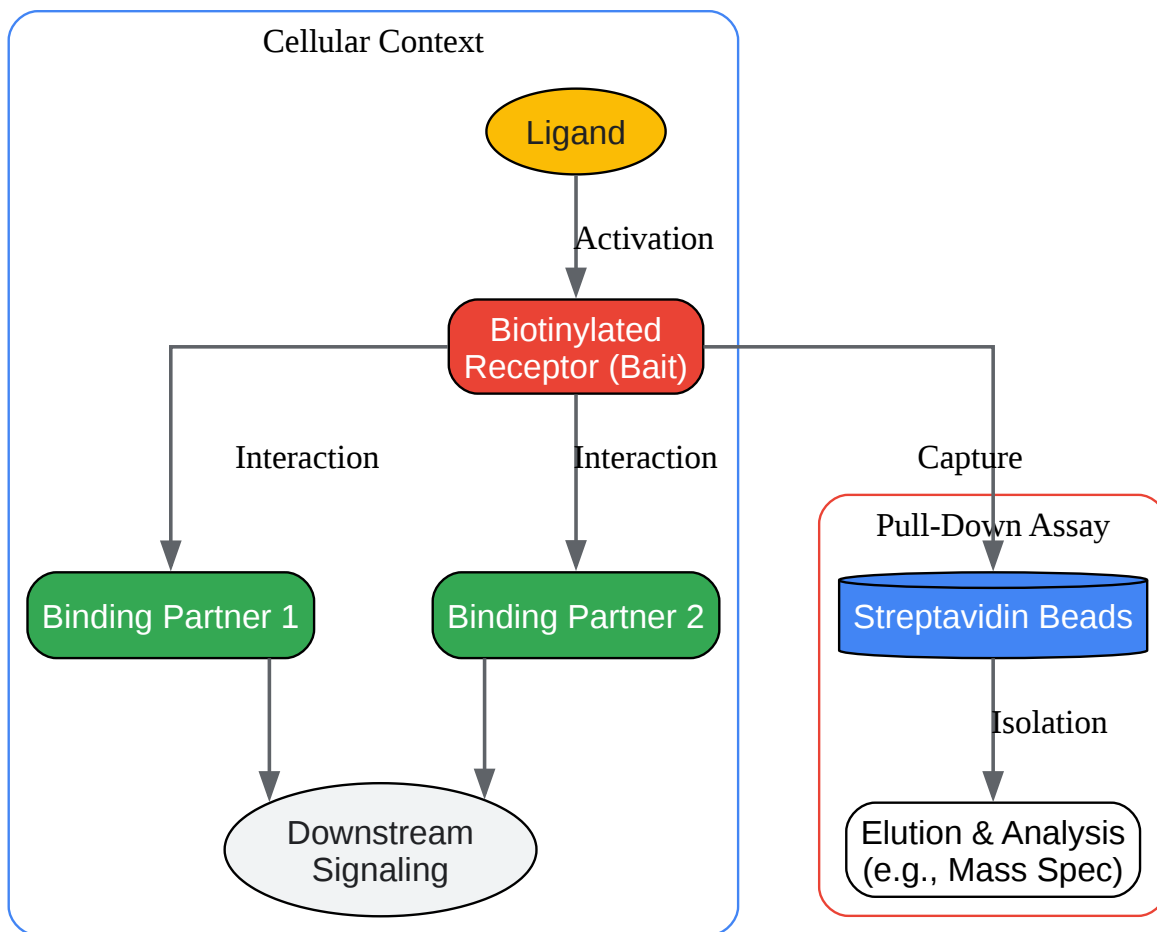 Cellular Context
Ligand
Activation
Biotinylated
Receptor (Bait)
Interaction
Interaction
Capture
Pull-Down Assay
Binding Partner 1
Binding Partner 2
Streptavidin Beads
Isolation
Downstream
Signaling
Elution & Analysis
(e.g., Mass Spec)